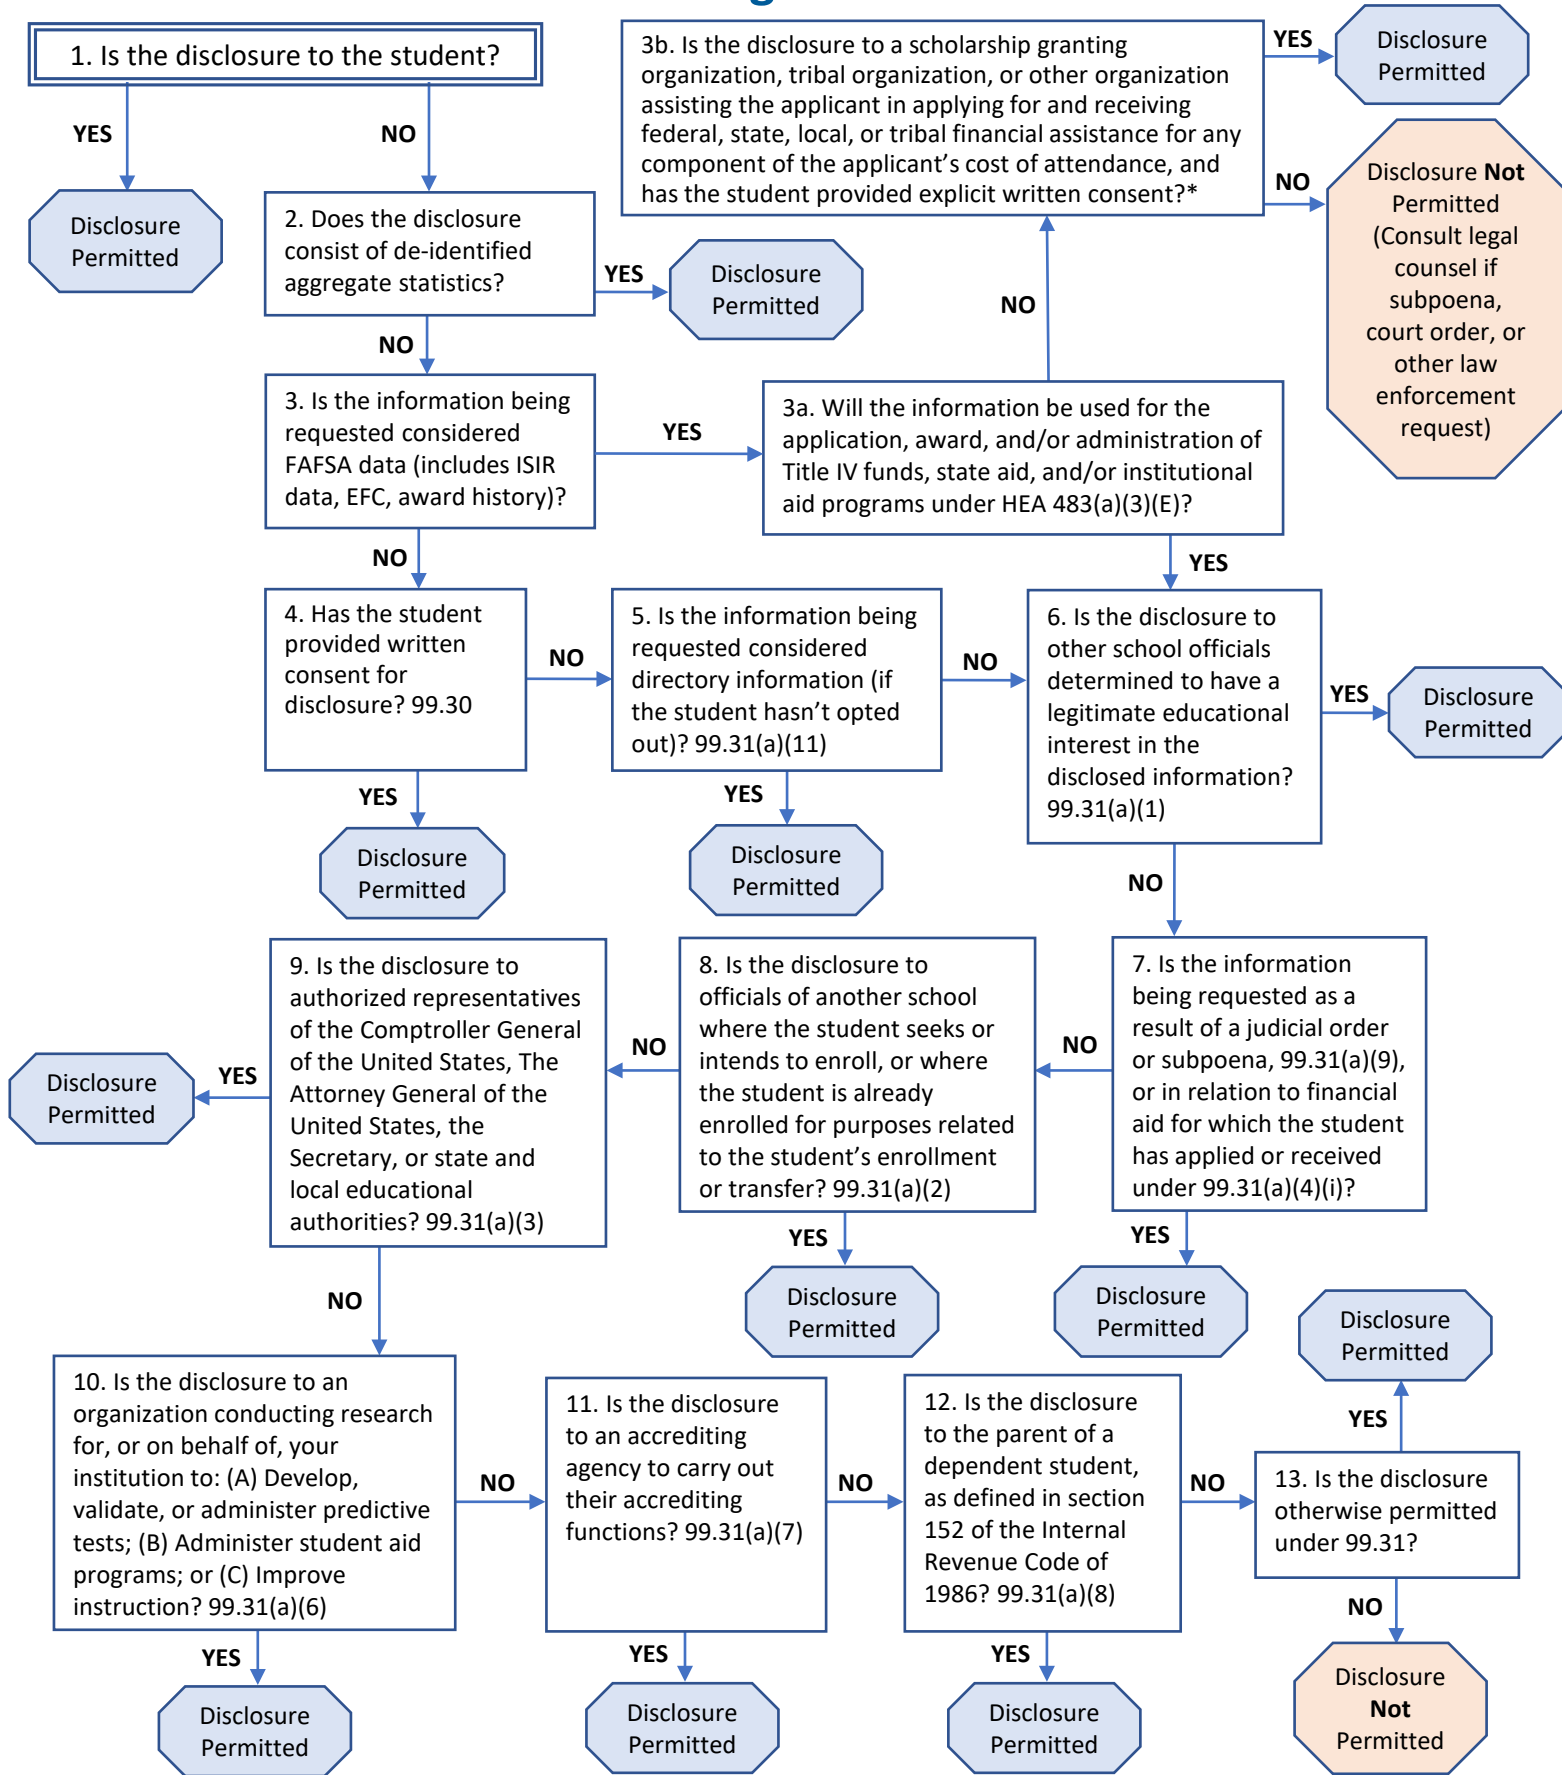 1. Is the disclosure to the student?
YES
NO
Disclosure
Permitted
2. Does the disclosure
consist of de-identified
aggregate statistics?
YES
Disclosure
Permitted
NO
3. Is the information being
requested considered
FAFSA data (includes ISIR
data, EFC, award history)?
YES
3a. Will the information be used for the
application, award, and/or administration of
Title IV funds, state aid, and/or institutional
aid programs under HEA 483(a)(3)(E)?
NO
3b. Is the disclosure to a scholarship granting
organization, tribal organization, or other organization
assisting the applicant in applying for and receiving
federal, state, local, or tribal financial assistance for any
component of the applicant’s cost of attendance, and
has the student provided explicit written consent?*
YES
Disclosure
Permitted
NO
Disclosure Not
Permitted
(Consult legal
counsel if
subpoena,
court order, or
other law
enforcement
request)
YES
NO
4. Has the student
provided written
consent for
disclosure? 99.30
NO
YES
Disclosure
Permitted
5. Is the information being
requested considered
directory information (if
the student hasn’t opted
out)? 99.31(a)(11)
NO
YES
Disclosure
Permitted
6. Is the disclosure to
other school officials
determined to have a
legitimate educational
interest in the
disclosed information?
99.31(a)(1)
YES
Disclosure
Permitted
NO
7. Is the information
being requested as a
result of a judicial order
or subpoena, 99.31(a)(9),
or in relation to financial
aid for which the student
has applied or received
under 99.31(a)(4)(i)?
YES
Disclosure
Permitted
NO
8. Is the disclosure to
officials of another school
where the student seeks or
intends to enroll, or where
the student is already
enrolled for purposes related
to the student’s enrollment
or transfer? 99.31(a)(2)
YES
Disclosure
Permitted
NO
9. Is the disclosure to
authorized representatives
of the Comptroller General
of the United States, The
Attorney General of the
United States, the
Secretary, or state and
local educational
authorities? 99.31(a)(3)
YES
Disclosure
Permitted
NO
10. Is the disclosure to an
organization conducting research
for, or on behalf of, your
institution to: (A) Develop,
validate, or administer predictive
tests; (B) Administer student aid
programs; or (C) Improve
instruction? 99.31(a)(6)
YES
Disclosure
Permitted
NO
11. Is the disclosure
to an accrediting
agency to carry out
their accrediting
functions? 99.31(a)(7)
YES
Disclosure
Permitted
NO
12. Is the disclosure
to the parent of a
dependent student,
as defined in section
152 of the Internal
Revenue Code of
1986? 99.31(a)(8)
YES
Disclosure
Permitted
NO
13. Is the disclosure
otherwise permitted
under 99.31?
YES
Disclosure
Permitted
NO
Disclosure
Not
Permitted